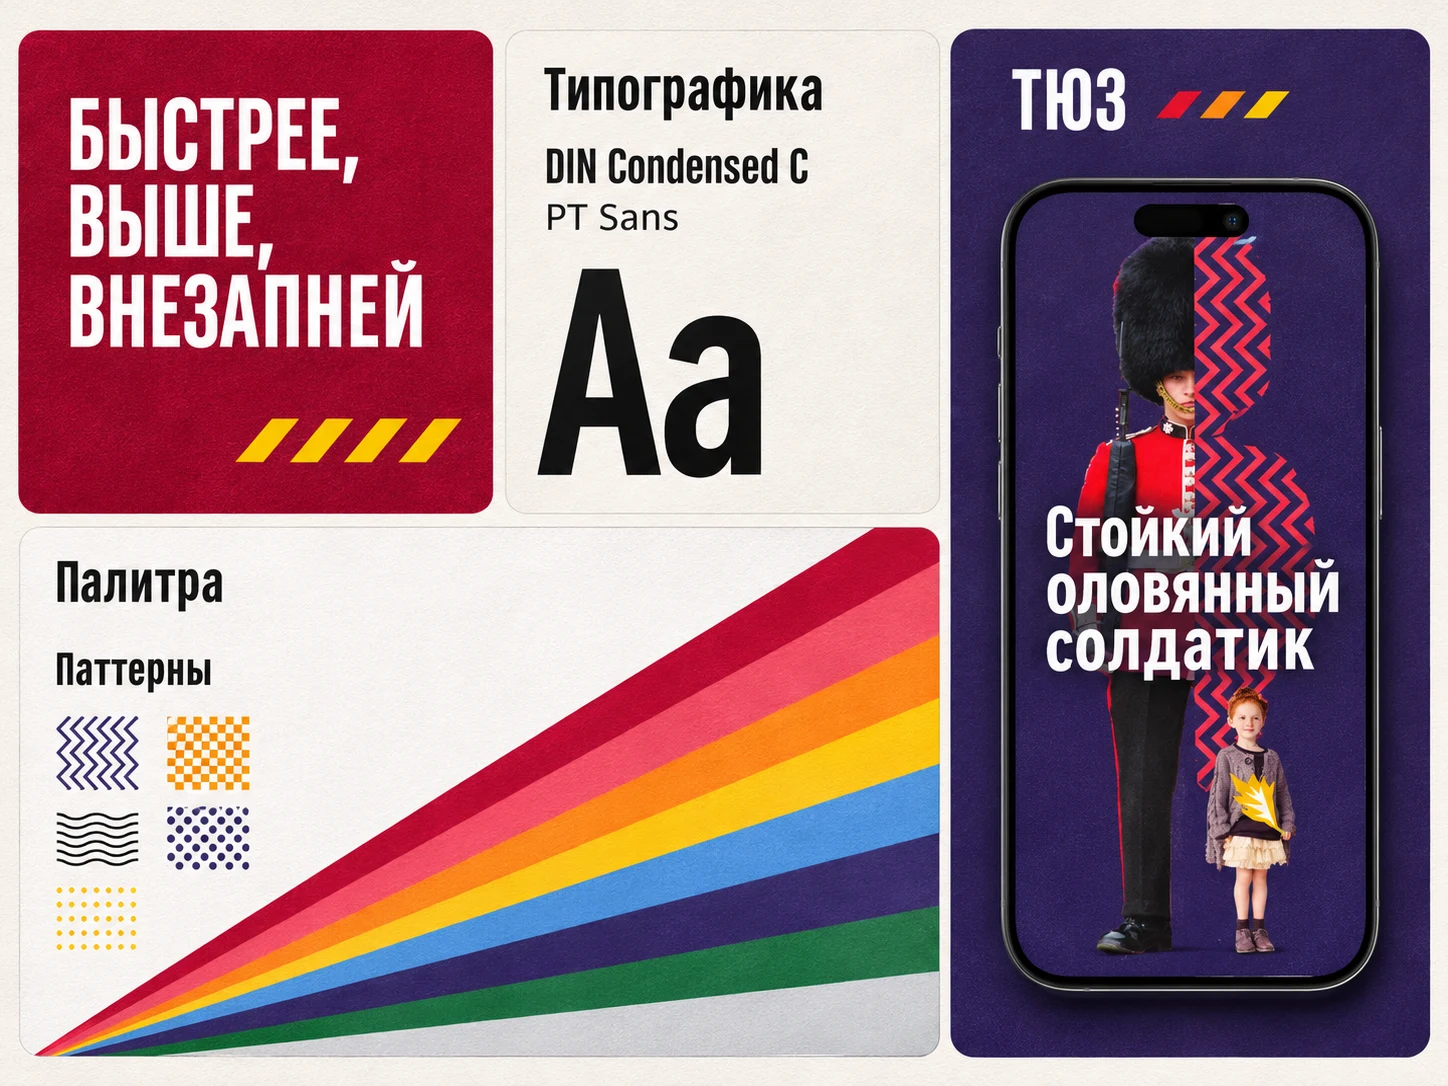 БЫСТРЕЕ,
ВЫШЕ,
ВНЕЗАПНЕЙ
Типографика
DIN Condensed C
PT Sans
Aa
Палитра
Паттерны
ТЮЗ
Стойкий
оловянный
солдатик